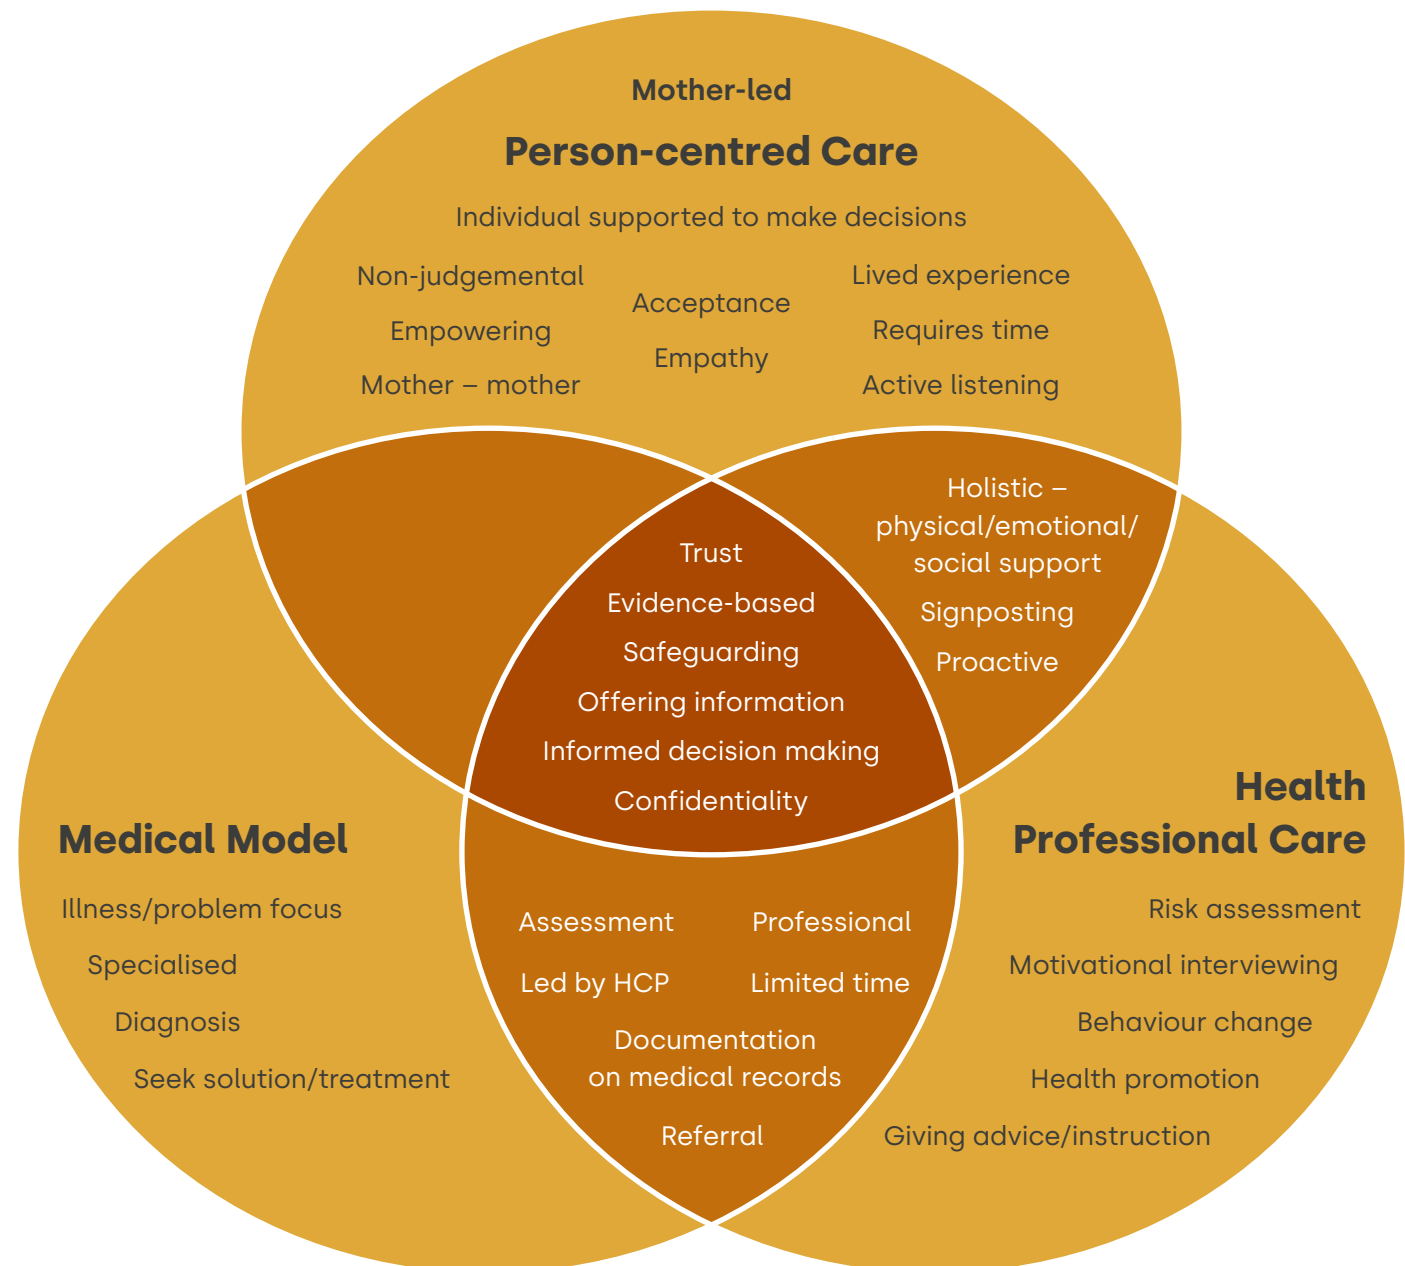 Mother-led
Person-centred Care
Individual supported to make decisions
Non-judgemental
Empowering
Mother – mother
Acceptance
Empathy
Lived experience
Requires time
Active listening
Holistic –
physical/emotional/
social support
Signposting
Proactive
Trust
Evidence-based
Safeguarding
Offering information
Informed decision making
Confidentiality
Medical Model
Illness/problem focus
Specialised
Diagnosis
Seek solution/treatment
Assessment
Led by HCP
Professional
Limited time
Documentation
on medical records
Referral
Health
Professional Care
Risk assessment
Motivational interviewing
Behaviour change
Health promotion
Giving advice/instruction